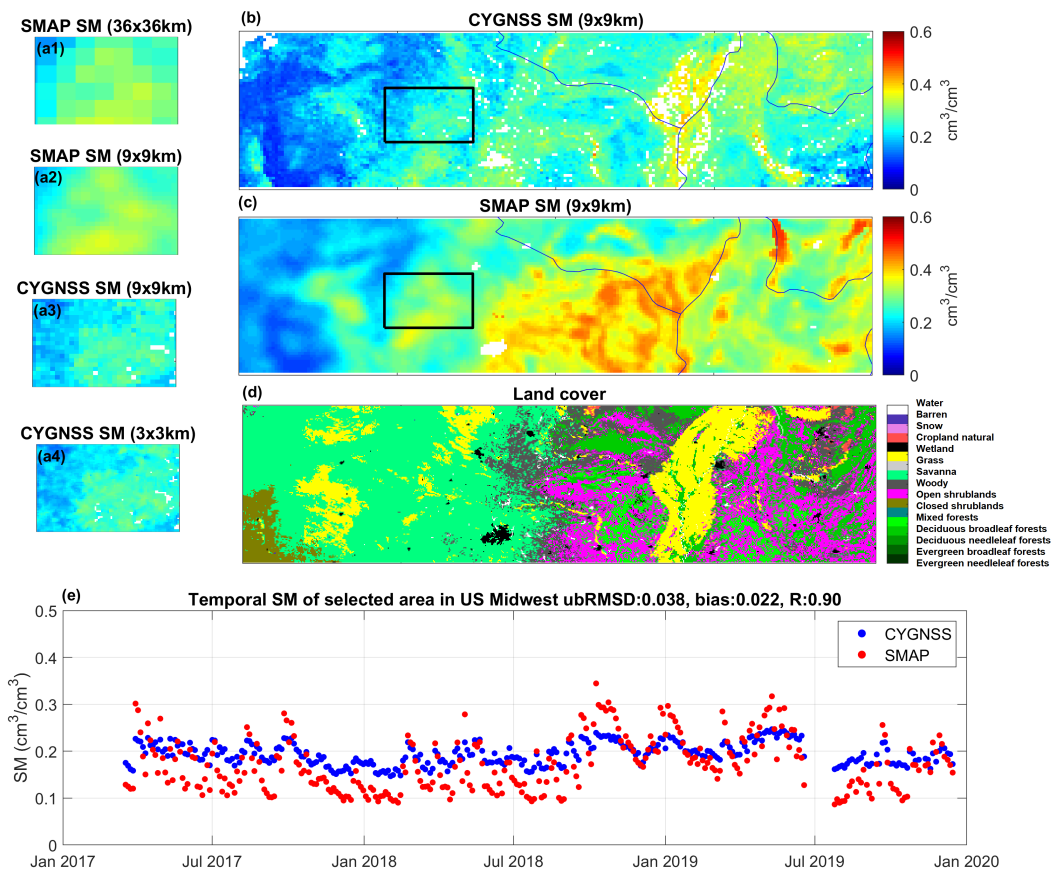 SMAP SM (36x36km)
(a1)
SMAP SM (9x9km)
(a2)
CYGNSS SM (9x9km)
(a3)
CYGNSS SM (3x3km)
(a4)
(b)
CYGNSS SM (9x9km)
0.6
0.4
0.2
0
cm³/cm³
(c)
SMAP SM (9x9km)
0.6
0.4
0.2
0
cm³/cm³
(d)
Land cover
Water
Barren
Snow
Cropland natural
Wetland
Grass
Savanna
Woody
Open shrublands
Closed shrublands
Mixed forests
Deciduous broadleaf forests
Deciduous needleleaf forests
Evergreen broadleaf forests
Evergreen needleleaf forests
(e)
Temporal SM of selected area in US Midwest ubRMSD:0.038, bias:0.022, R:0.90
SM (cm³/cm³)
0.5
0.4
0.3
0.2
0.1
0
CYGNSS
SMAP
Jan 2017
Jul 2017
Jan 2018
Jul 2018
Jan 2019
Jul 2019
Jan 2020